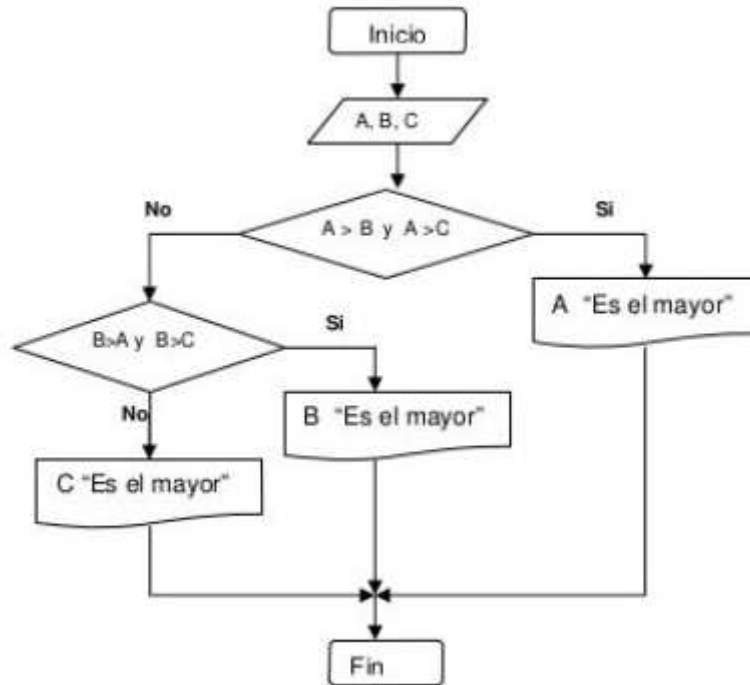 Inicio
A, B, C
No
Si
A > B y A >C
A "Es el mayor"
Si
B>A y B>C
B "Es el mayor"
No
C "Es el mayor"
Fin